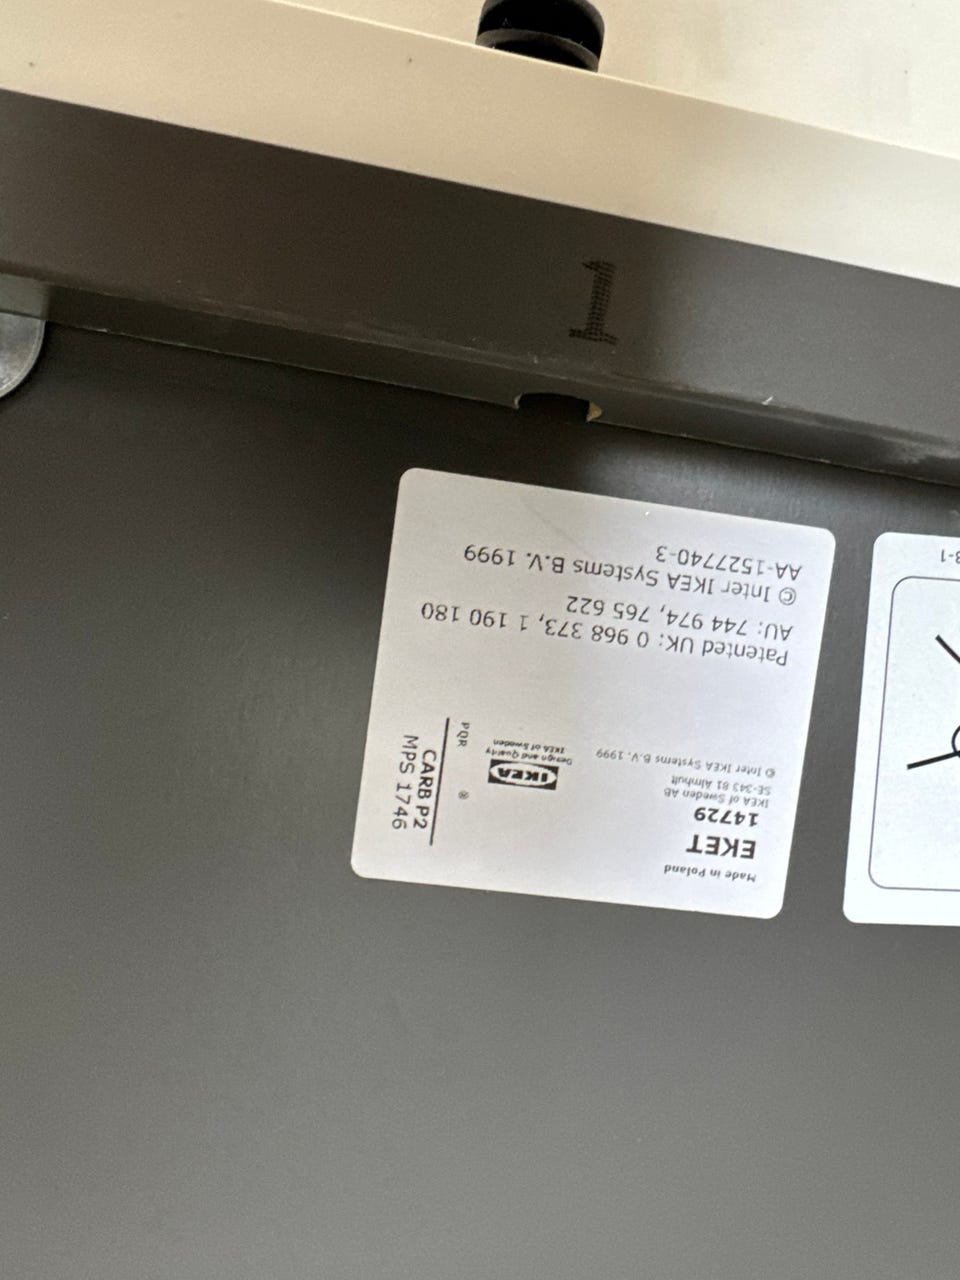 1
Made in Poland
EKET
14729
IKEA of Sweden AB
SE-343 81 Älmhult
© Inter IKEA Systems B.V. 1999
IKEA
®
Design and Quality
IKEA of Sweden
PQR
CARB P2
MPS 1746
Patented UK: 0 968 373, 1 190 180
AU: 744 974, 765 622
© Inter IKEA Systems B.V. 1999
AA-1527740-3